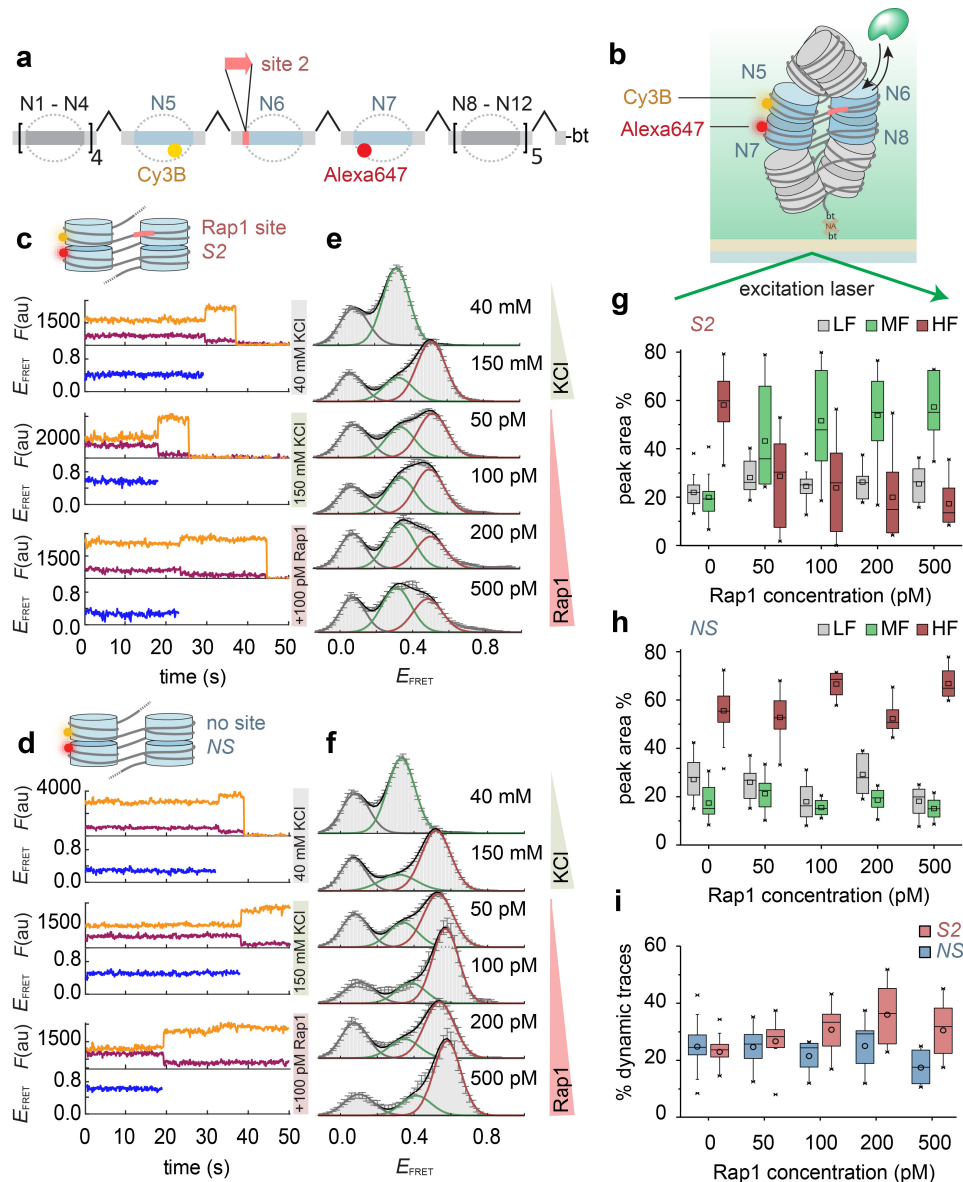 a
site 2
N1 - N4
N5
N6
N7
N8 - N12
4
5
-bt
Cy3B
Alexa647
b
N5
N6
Cy3B
Alexa647
N7
N8
bt
NA
bt
excitation laser
c
Rap1 site
S2
F(au)
1500
EFRET
0.8
0.0
40 mM KCl
F(au)
2000
EFRET
0.8
0.0
150 mM KCl
F(au)
1500
EFRET
0.8
0.0
+100 pM Rap1
0 10 20 30 40 50
time (s)
e
40 mM
150 mM
KCl
50 pM
100 pM
200 pM
500 pM
Rap1
0.0 0.4 0.8
EFRET
d
no site
NS
F(au)
4000
EFRET
0.8
0.0
40 mM KCl
F(au)
1500
EFRET
0.8
0.0
150 mM KCl
F(au)
1500
EFRET
0.8
0.0
+100 pM Rap1
0 10 20 30 40 50
time (s)
f
40 mM
150 mM
KCl
50 pM
100 pM
200 pM
500 pM
Rap1
0.0 0.4 0.8
EFRET
g
S2
LF MF HF
peak area %
80
60
40
20
0
0 50 100 200 500
Rap1 concentration (pM)
h
NS
LF MF HF
peak area %
80
60
40
20
0
0 50 100 200 500
Rap1 concentration (pM)
i
S2
NS
% dynamic traces
60
40
20
0
0 50 100 200 500
Rap1 concentration (pM)